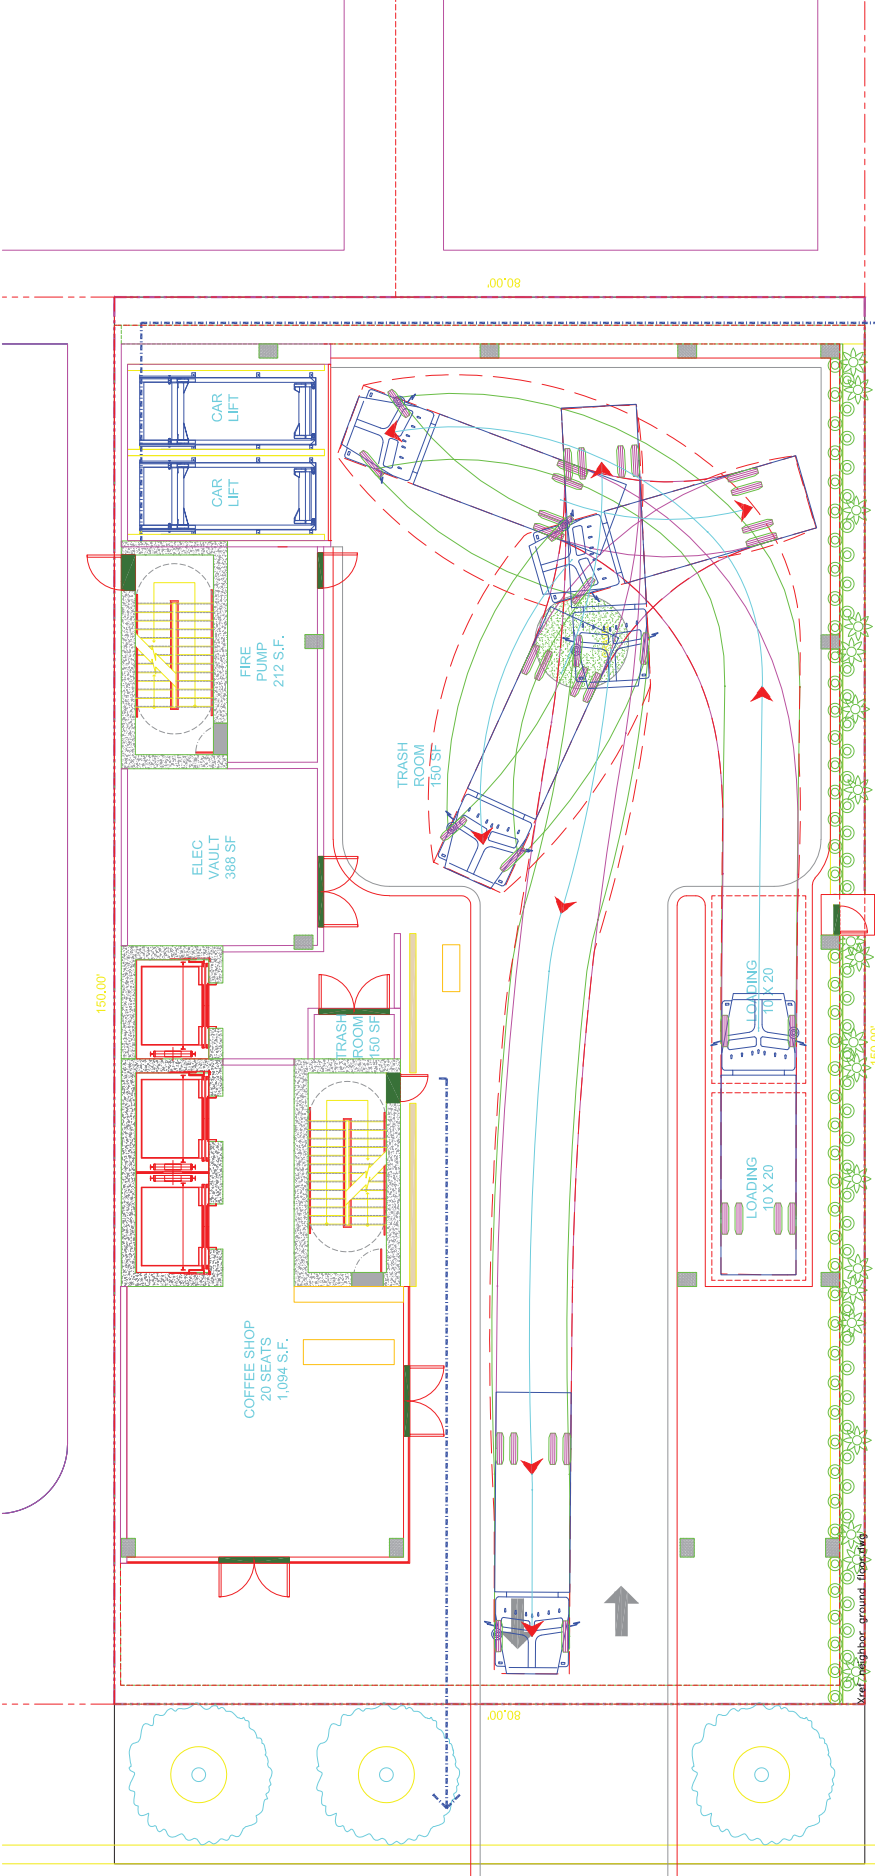 80.00'
CAR
LIFT
CAR
LIFT
FIRE
PUMP
212 S.F.
TRASH
ROOM
150 SF
ELEC
VAULT
388 SF
150.00'
LOADING
10 X 20
TRASH
ROOM
150 SF
150.00'
LOADING
10 X 20
COFFEE SHOP
20 SEATS
1,094 S.F.
Xref neighbor ground floor.dwg
80.00'